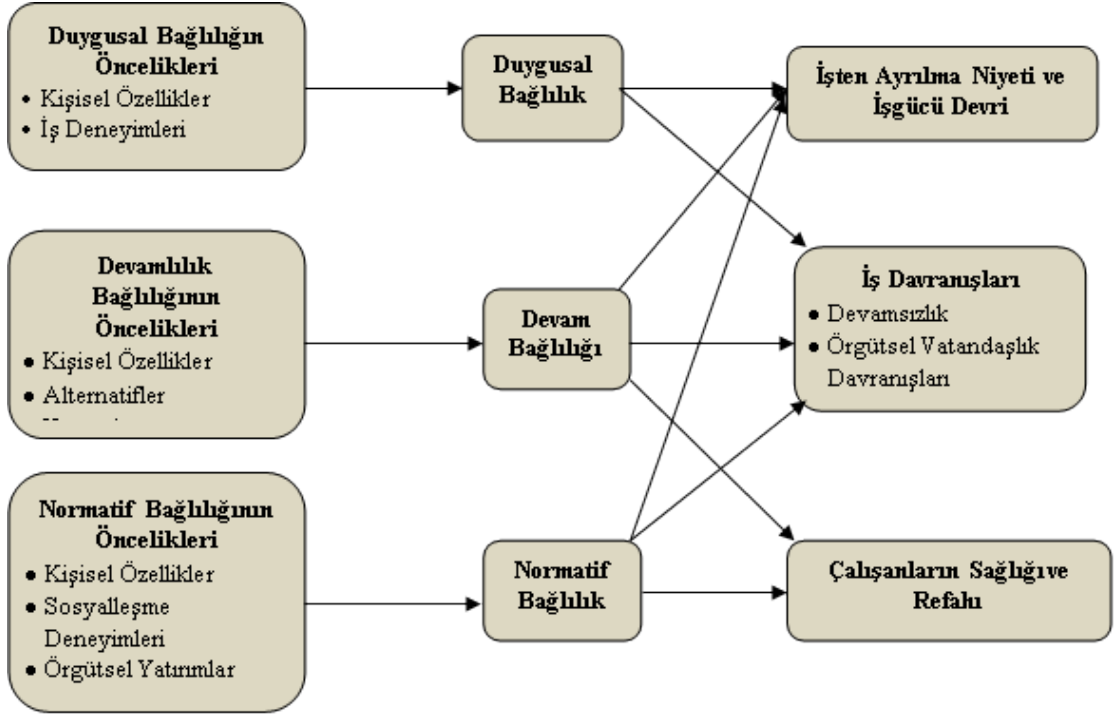 Duygusal Bağlılığın
Öncelikleri
• Kişisel Özellikler
• İş Deneyimleri
Duygusal
Bağlılık
İşten Ayrılma Niyeti ve
İşgücü Devri
Devamlılık
Bağlılığının
Öncelikleri
● Kişisel Özellikler
● Alternatifler
Devam
Bağlılığı
İş Davranışları
● Devamsızlık
● Örgütsel Vatandaşlık
Davranışları
Normatif Bağlılığının
Öncelikleri
● Kişisel Özellikler
● Sosyalleşme
Deneyimleri
● Örgütsel Yatırımlar
Normatif
Bağlılık
Çalışanların Sağlığıve
Refahı